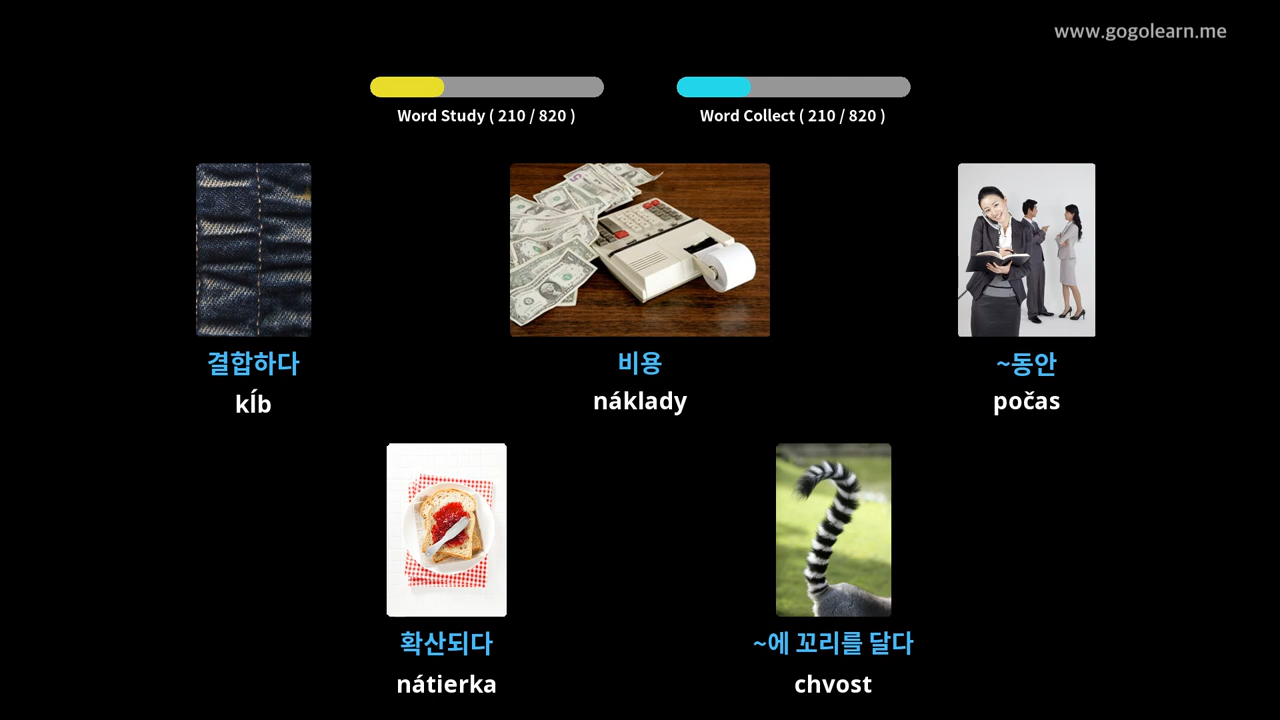 www.gogolearn.me
Word Study ( 210 / 820 )
Word Collect ( 210 / 820 )
결합하다
kĺb
비용
náklady
~동안
počas
확산되다
nátierka
~에 꼬리를 달다
chvost